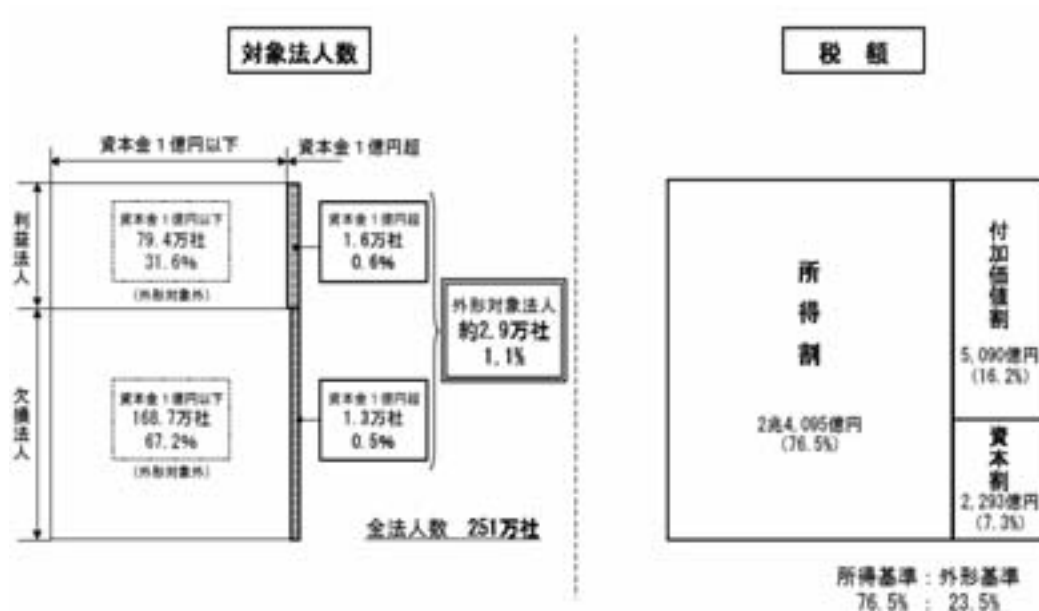 対象法人数
資本金1億円以下
資本金1億円超
利益法人
資本金1億円以下
79.4万社
31.6%
(外形対象外)
資本金1億円超
1.6万社
0.6%
欠損法人
資本金1億円以下
168.7万社
67.2%
(外形対象外)
資本金1億円超
1.3万社
0.5%
外形対象法人
約2.9万社
1.1%
全法人数 251万社
税 額
所得割
2兆4,095億円
(76.5%)
付加価値割
5,090億円
(16.2%)
資本割
2,293億円
(7.3%)
所得基準：外形基準
76.5% : 23.5%